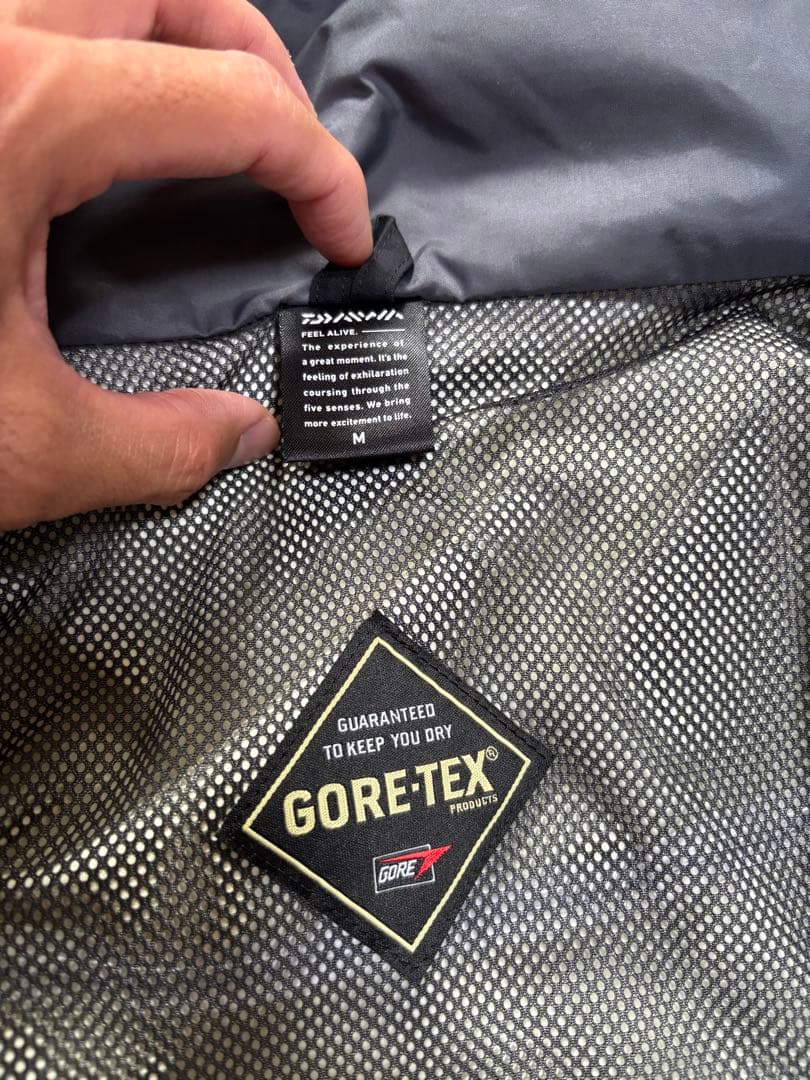 DAIWA
FEEL ALIVE.
The experience of
a great moment. It's the
feeling of exhilaration
coursing through the
five senses. We bring
more excitement to life.
M
GUARANTEED
TO KEEP YOU DRY
GORE-TEX®
PRODUCTS
GORE